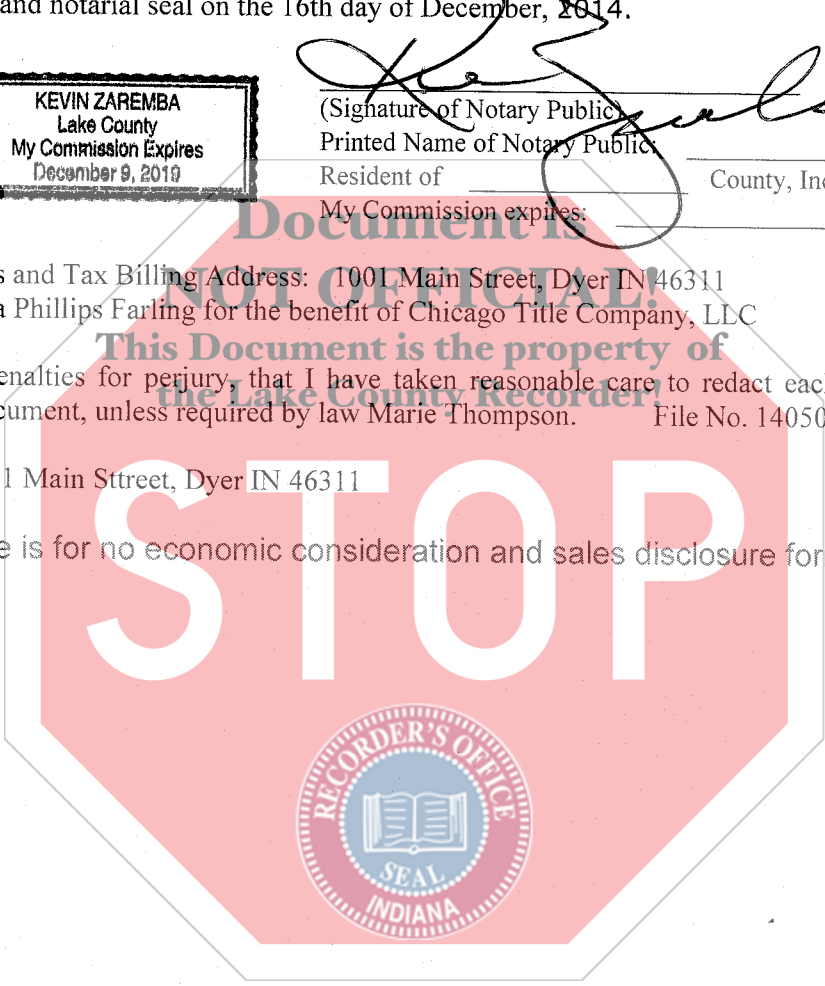 and notarial seal on the 16th day of December, 2014.
KEVIN ZAREMBA
Lake County
My Commission Expires
December 9, 2019
(Signature of Notary Public)
Printed Name of Notary Public:
Resident of County, Inc
My Commission expires:
Document is
NOT OFFICIAL!
This Document is the property of
the Lake County Recorder!
s and Tax Billing Address: 1001 Main Street, Dyer IN 46311
a Phillips Farling for the benefit of Chicago Title Company, LLC
enalties for perjury, that I have taken reasonable care to redact eac
cument, unless required by law Marie Thompson. File No. 14050
1 Main Sttreet, Dyer IN 46311
e is for no economic consideration and sales disclosure for
STOP
RECORDER'S OFFICE
SEAL
INDIANA